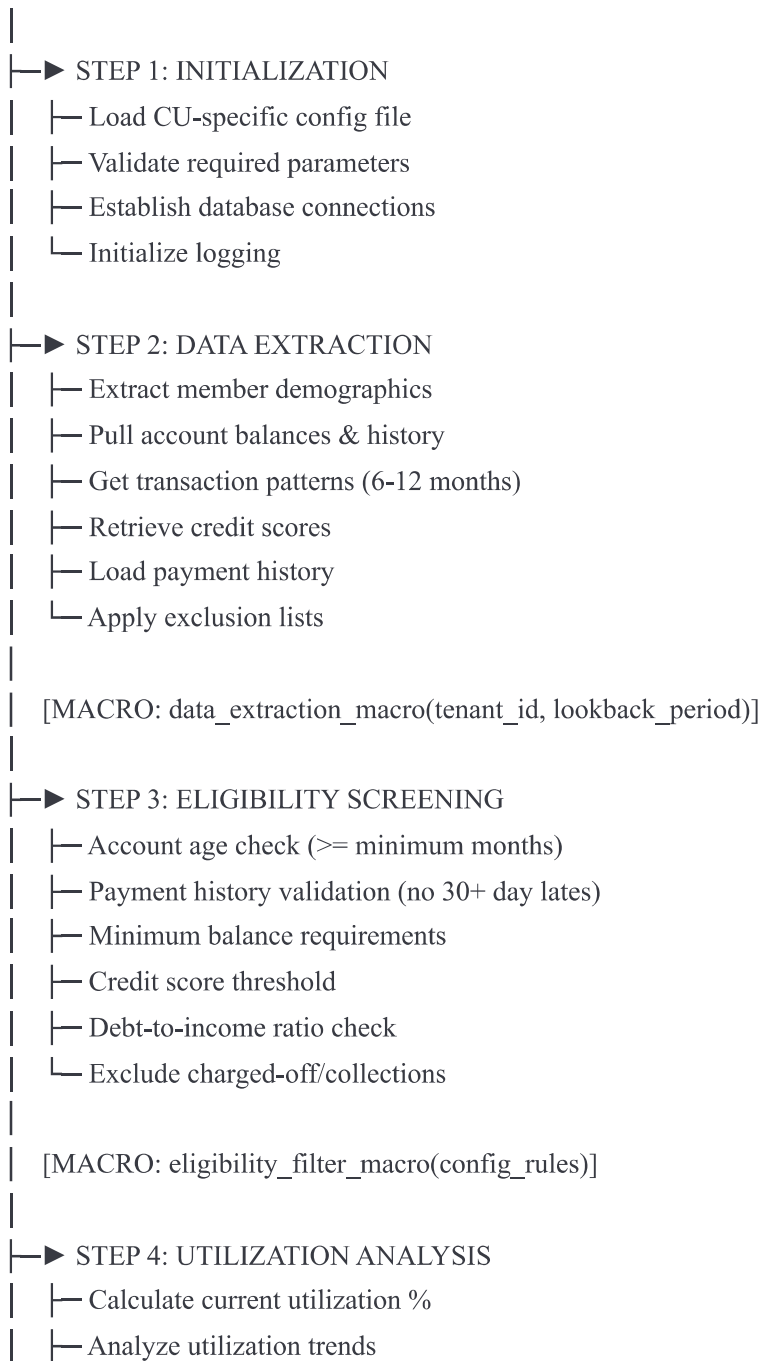 STEP 1: INITIALIZATION
Load CU-specific config file
Validate required parameters
Establish database connections
Initialize logging
STEP 2: DATA EXTRACTION
Extract member demographics
Pull account balances & history
Get transaction patterns (6-12 months)
Retrieve credit scores
Load payment history
Apply exclusion lists
[MACRO: data_extraction_macro(tenant_id, lookback_period)]
STEP 3: ELIGIBILITY SCREENING
Account age check (>= minimum months)
Payment history validation (no 30+ day lates)
Minimum balance requirements
Credit score threshold
Debt-to-income ratio check
Exclude charged-off/collections
[MACRO: eligibility_filter_macro(config_rules)]
STEP 4: UTILIZATION ANALYSIS
Calculate current utilization %
Analyze utilization trends